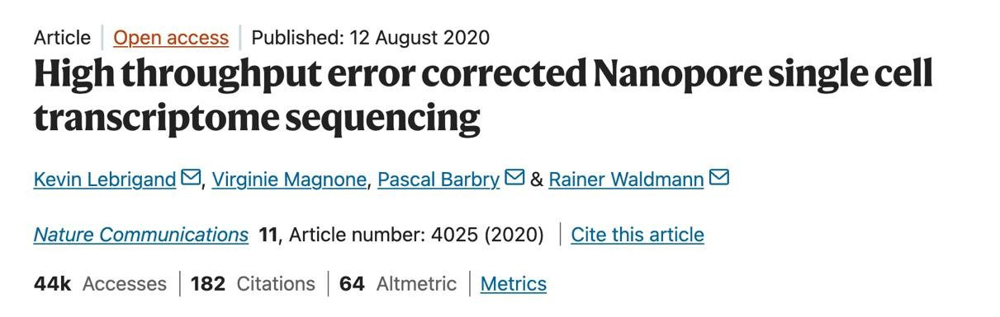 Article | Open access | Published: 12 August 2020
High throughput error corrected Nanopore single cell
transcriptome sequencing
Kevin Lebrigand, Virginie Magnone, Pascal Barbry & Rainer Waldmann
Nature Communications 11, Article number: 4025 (2020) | Cite this article
44k Accesses | 182 Citations | 64 Altmetric | Metrics